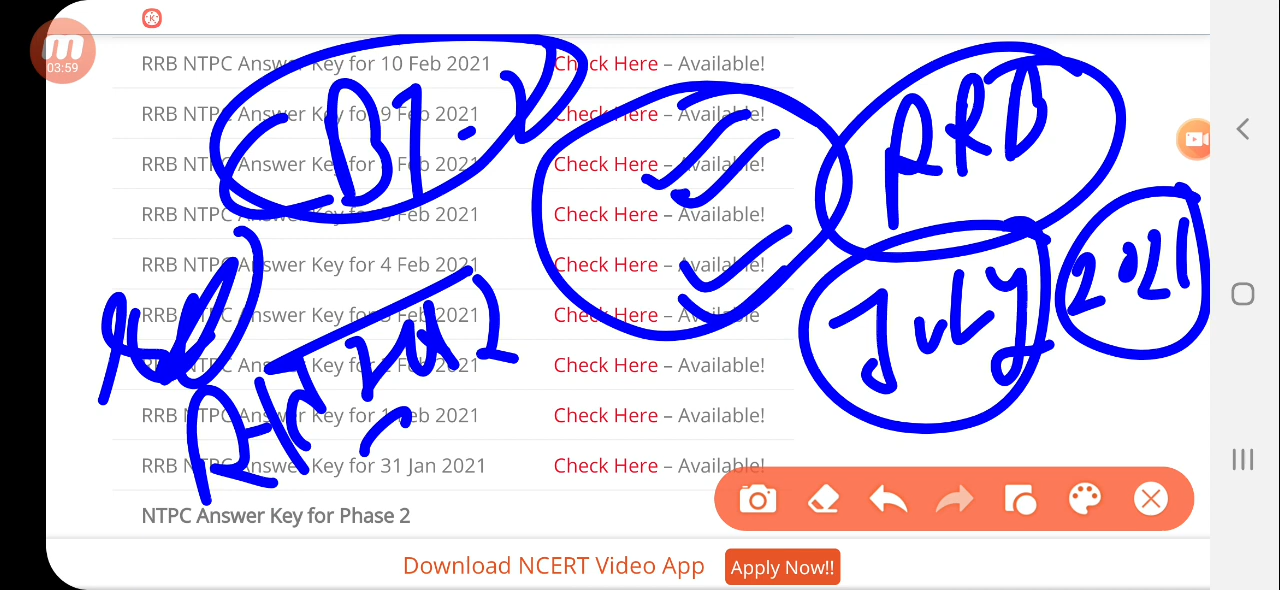 03:59
RRB NTPC Answer Key for 10 Feb 2021 Check Here – Available!
RRB NTPC Answer Key for 9 Feb 2021 Check Here – Available!
RRB NTPC Answer Key for Feb 2021 Check Here – Available!
RRB NTPC Answer Key for Feb 2021 Check Here – Available!
RRB NTPC Answer Key for 4 Feb 2021 Check Here – Available!
RRB NTPC Answer Key for Feb 2021 Check Here – Available
RRB NTPC Answer Key for Feb 2021 Check Here – Available!
RRB NTPC Answer Key for 1 Feb 2021 Check Here – Available!
RRB NTPC Answer Key for 31 Jan 2021 Check Here – Available!
NTPC Answer Key for Phase 2
RRB
JULY
2021
Download NCERT Video App Apply Now!!